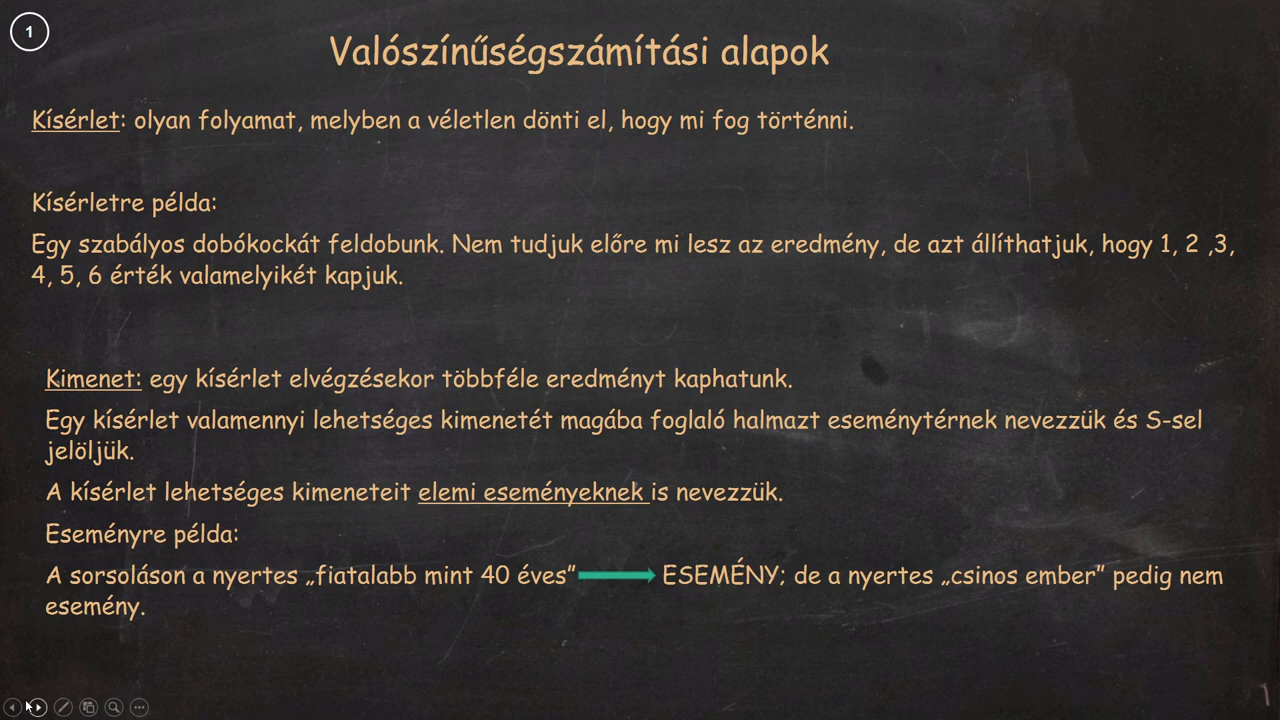 1
Valószínűségszámítási alapok
Kísérlet: olyan folyamat, melyben a véletlen dönti el, hogy mi fog történni.
Kísérletre példa:
Egy szabályos dobókockát feldobunk. Nem tudjuk előre mi lesz az eredmény, de azt állíthatjuk, hogy 1, 2 ,3,
4, 5, 6 érték valamelyikét kapjuk.
Kimenet: egy kísérlet elvégzésekor többféle eredményt kaphatunk.
Egy kísérlet valamennyi lehetséges kimenetét magába foglaló halmazt eseménytérnek nevezzük és S-sel
jelöljük.
A kísérlet lehetséges kimeneteit elemi eseményeknek is nevezzük.
Eseményre példa:
A sorsoláson a nyertes „fiatalabb mint 40 éves” ESEMÉNY; de a nyertes „csinos ember” pedig nem
esemény.